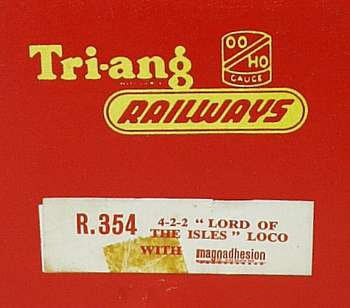 Tri-ang
OO
HO
GAUGE
RAILWAYS
R.354 4-2-2 "LORD OF
THE ISLES" LOCO
WITH magnadhesion